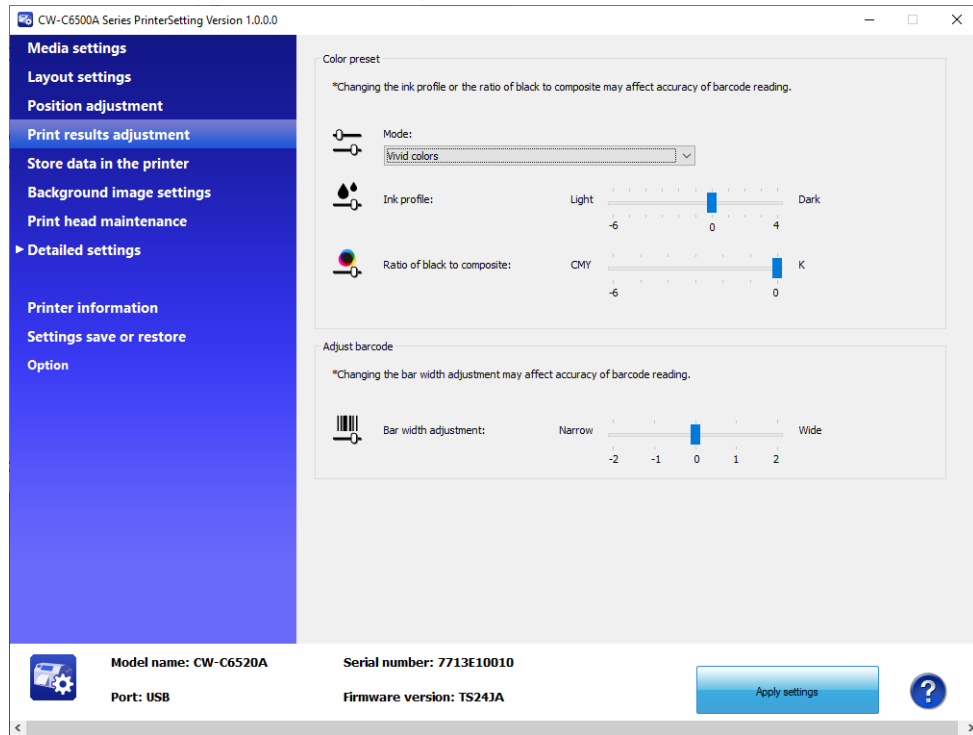 CW-C6500A Series PrinterSetting Version 1.0.0.0
Media settings
Layout settings
Position adjustment
Print results adjustment
Store data in the printer
Background image settings
Print head maintenance
Detailed settings
Printer information
Settings save or restore
Option
Color preset
*Changing the ink profile or the ratio of black to composite may affect accuracy of barcode reading.
Mode:
Vivid colors
Ink profile: Light Dark
-6 0 4
Ratio of black to composite: CMY K
-6 0
Adjust barcode
*Changing the bar width adjustment may affect accuracy of barcode reading.
Bar width adjustment: Narrow Wide
-2 -1 0 1 2
Model name: CW-C6520A Serial number: 7713E10010
Port: USB Firmware version: TS24JA
Apply settings
?